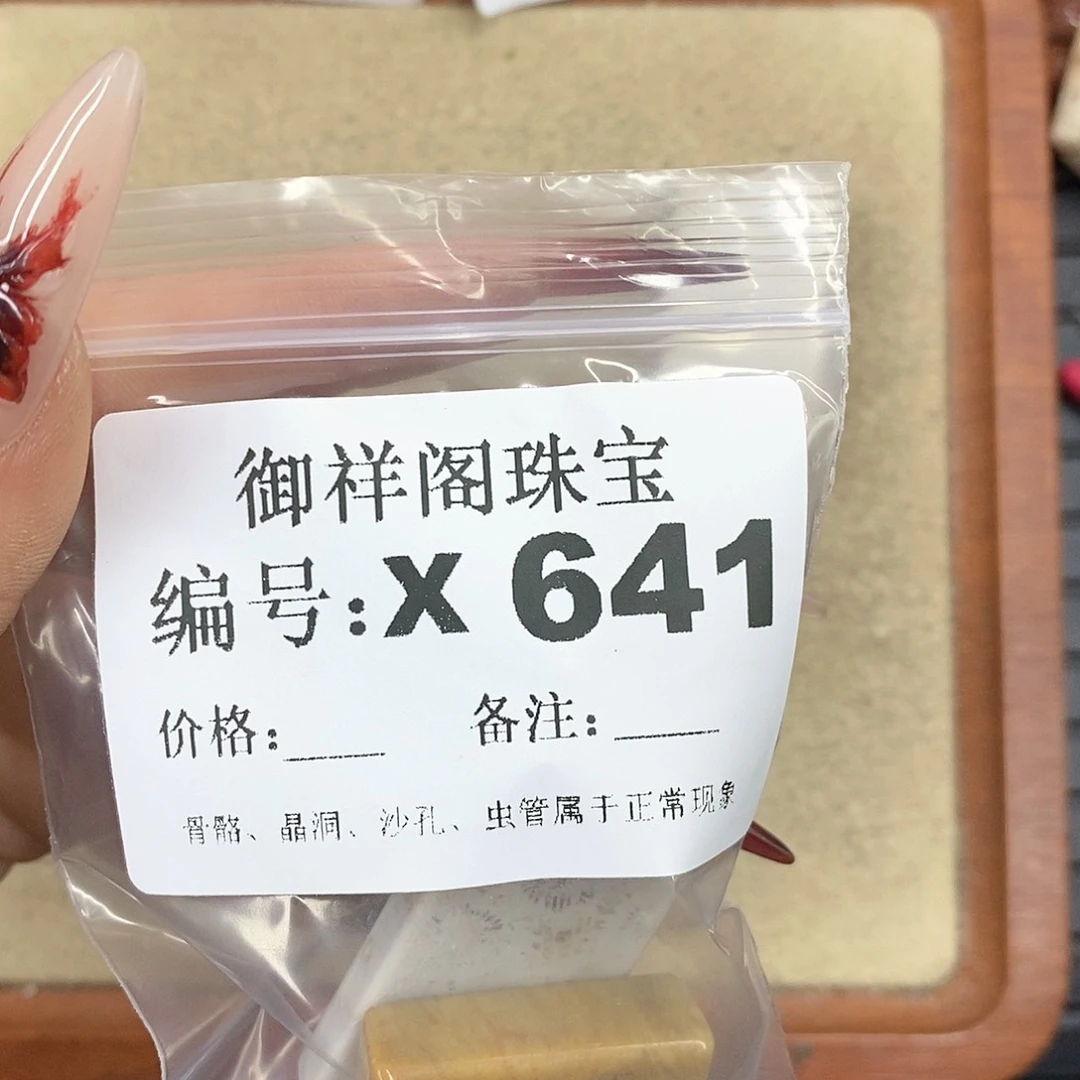 御祥阁珠宝
编号:X 641
价格:___ 备注:____
骨骼、晶洞、沙孔、虫管属于正常现象